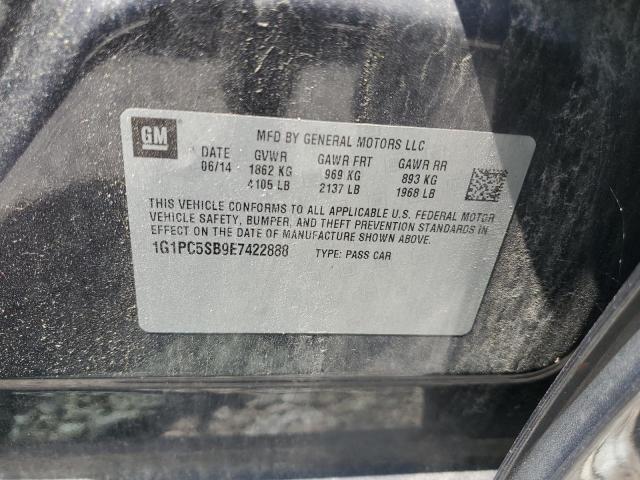 GM
MFD BY GENERAL MOTORS LLC
DATE GVWR GAWR FRT GAWR RR
06/14 1862 KG 969 KG 893 KG
4105 LB 2137 LB 1968 LB
THIS VEHICLE CONFORMS TO ALL APPLICABLE U.S. FEDERAL MOTOR
VEHICLE SAFETY, BUMPER, AND THEFT PREVENTION STANDARDS IN
EFFECT ON THE DATE OF MANUFACTURE SHOWN ABOVE.
1G1PC5SB9E7422888 TYPE: PASS CAR